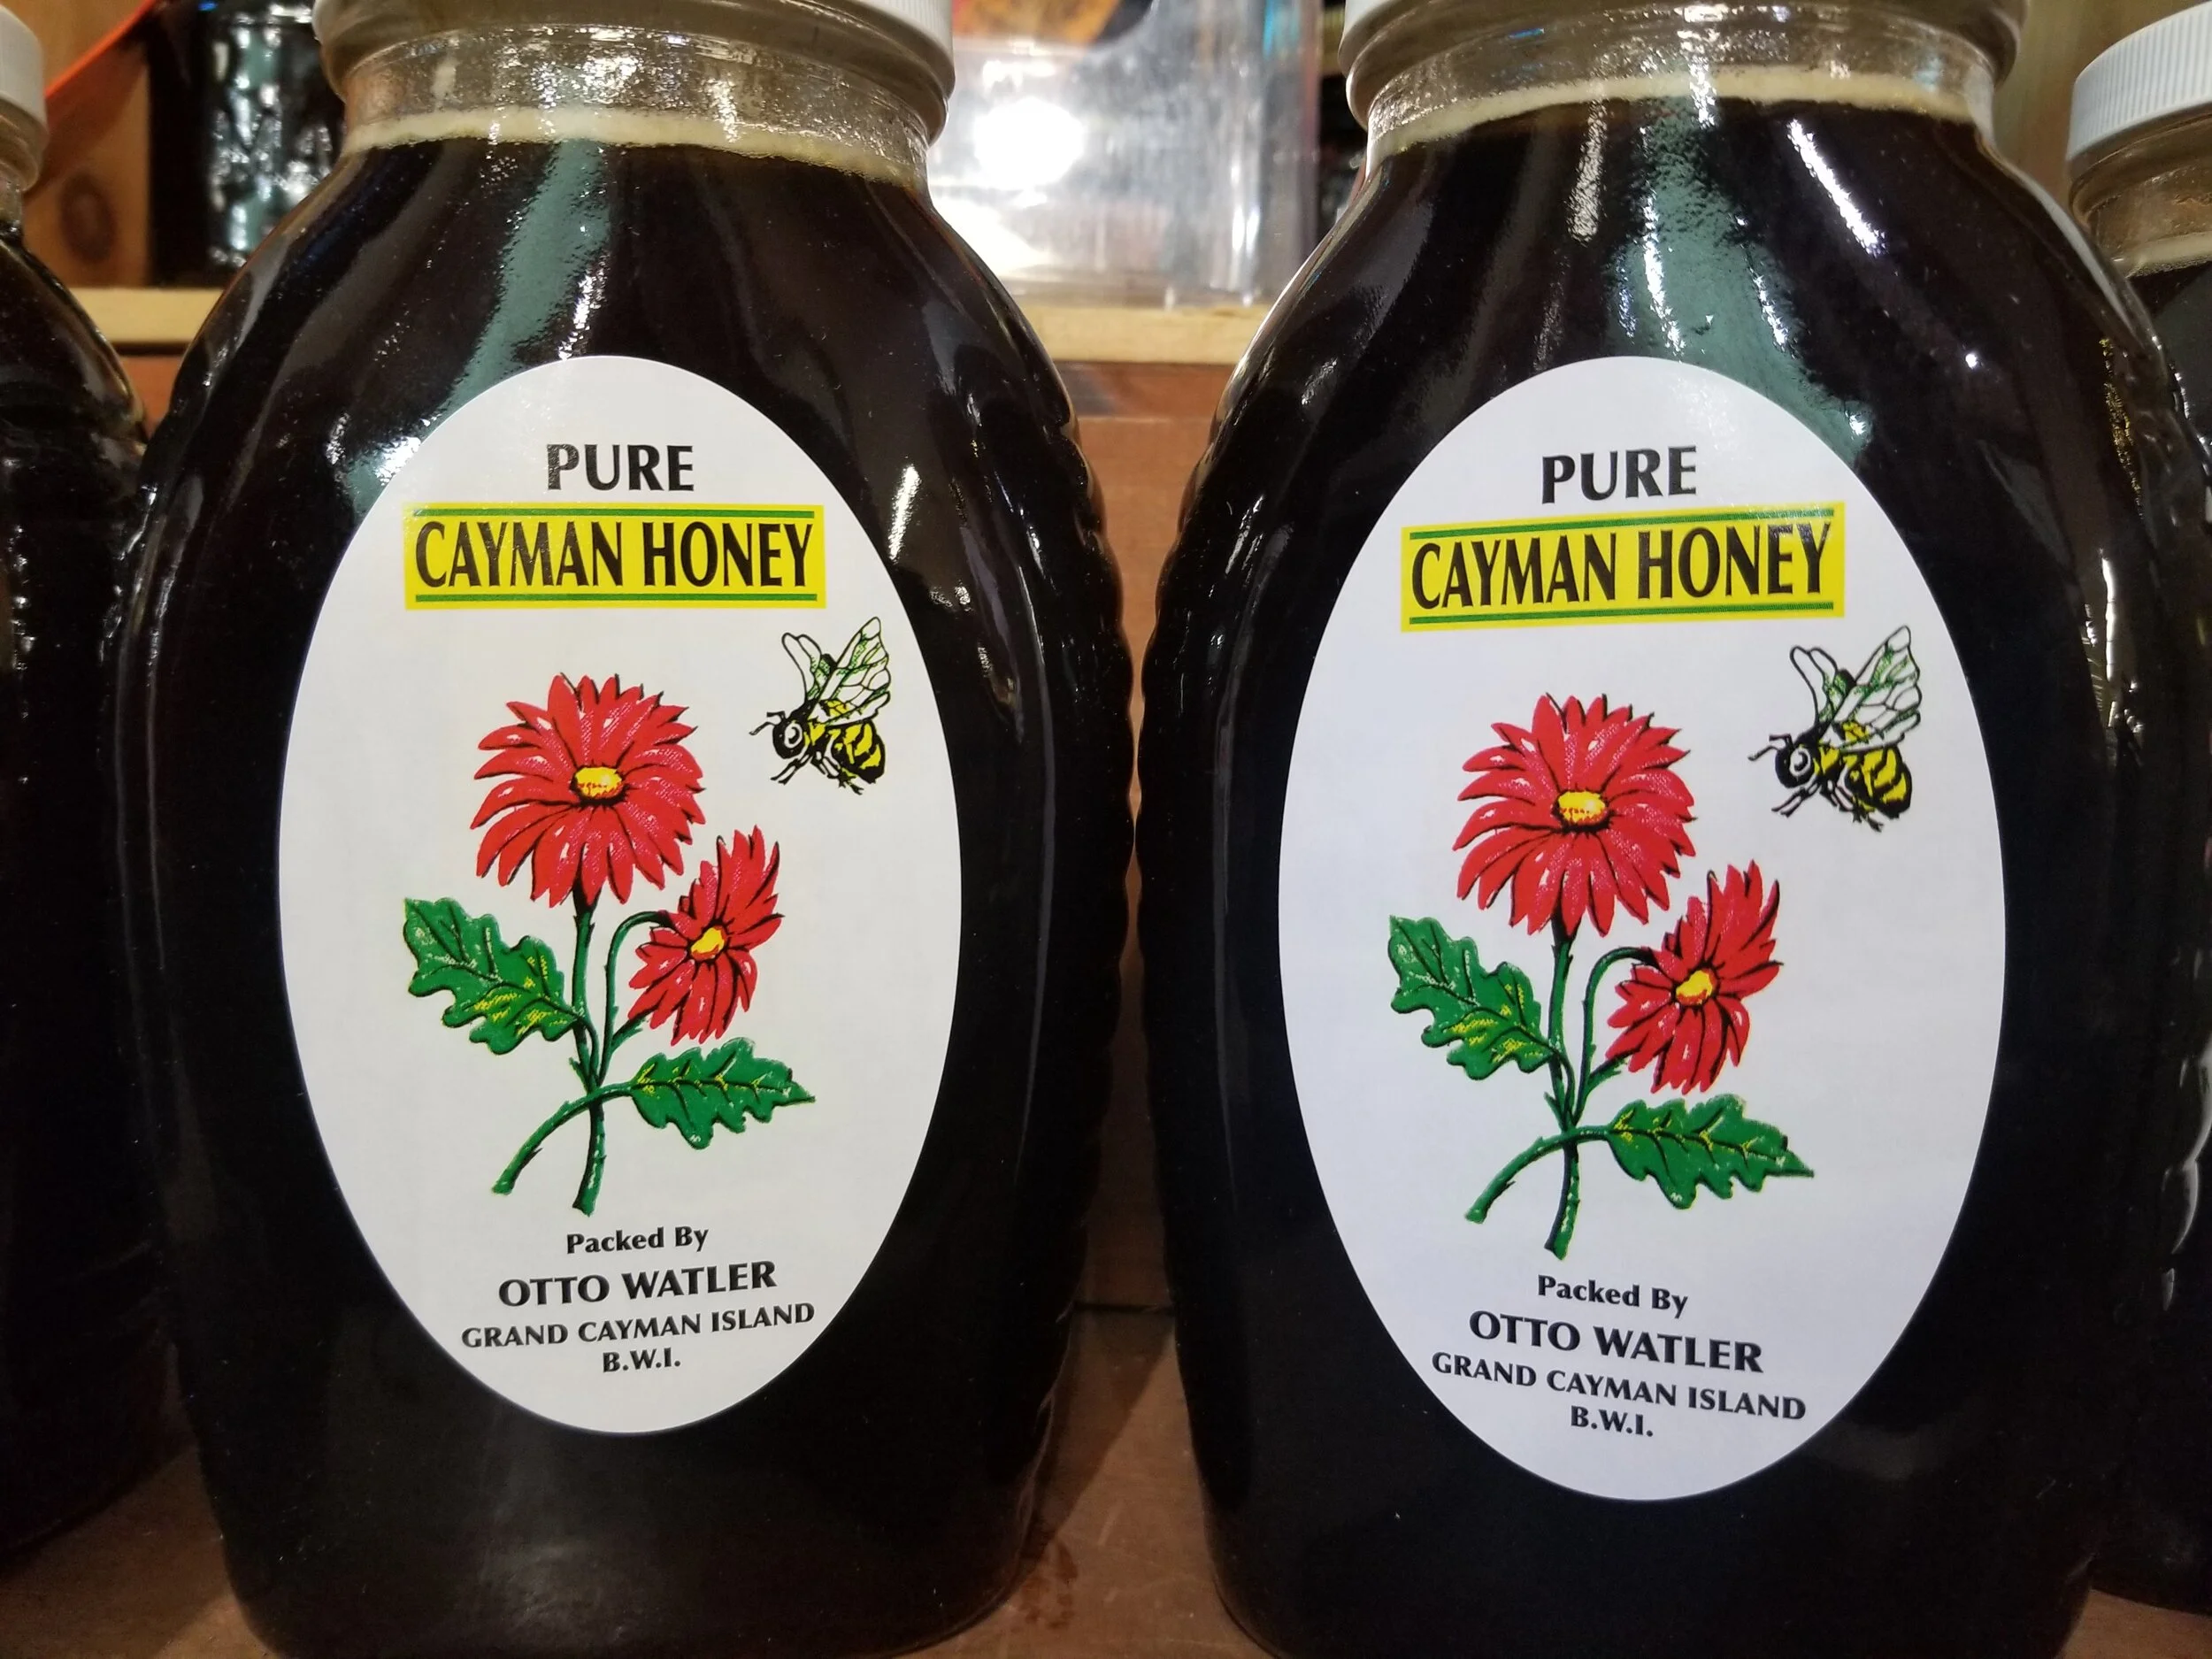 PURE
CAYMAN HONEY
Packed By
OTTO WATLER
GRAND CAYMAN ISLAND
B.W.I.
PURE
CAYMAN HONEY
Packed By
OTTO WATLER
GRAND CAYMAN ISLAND
B.W.I.